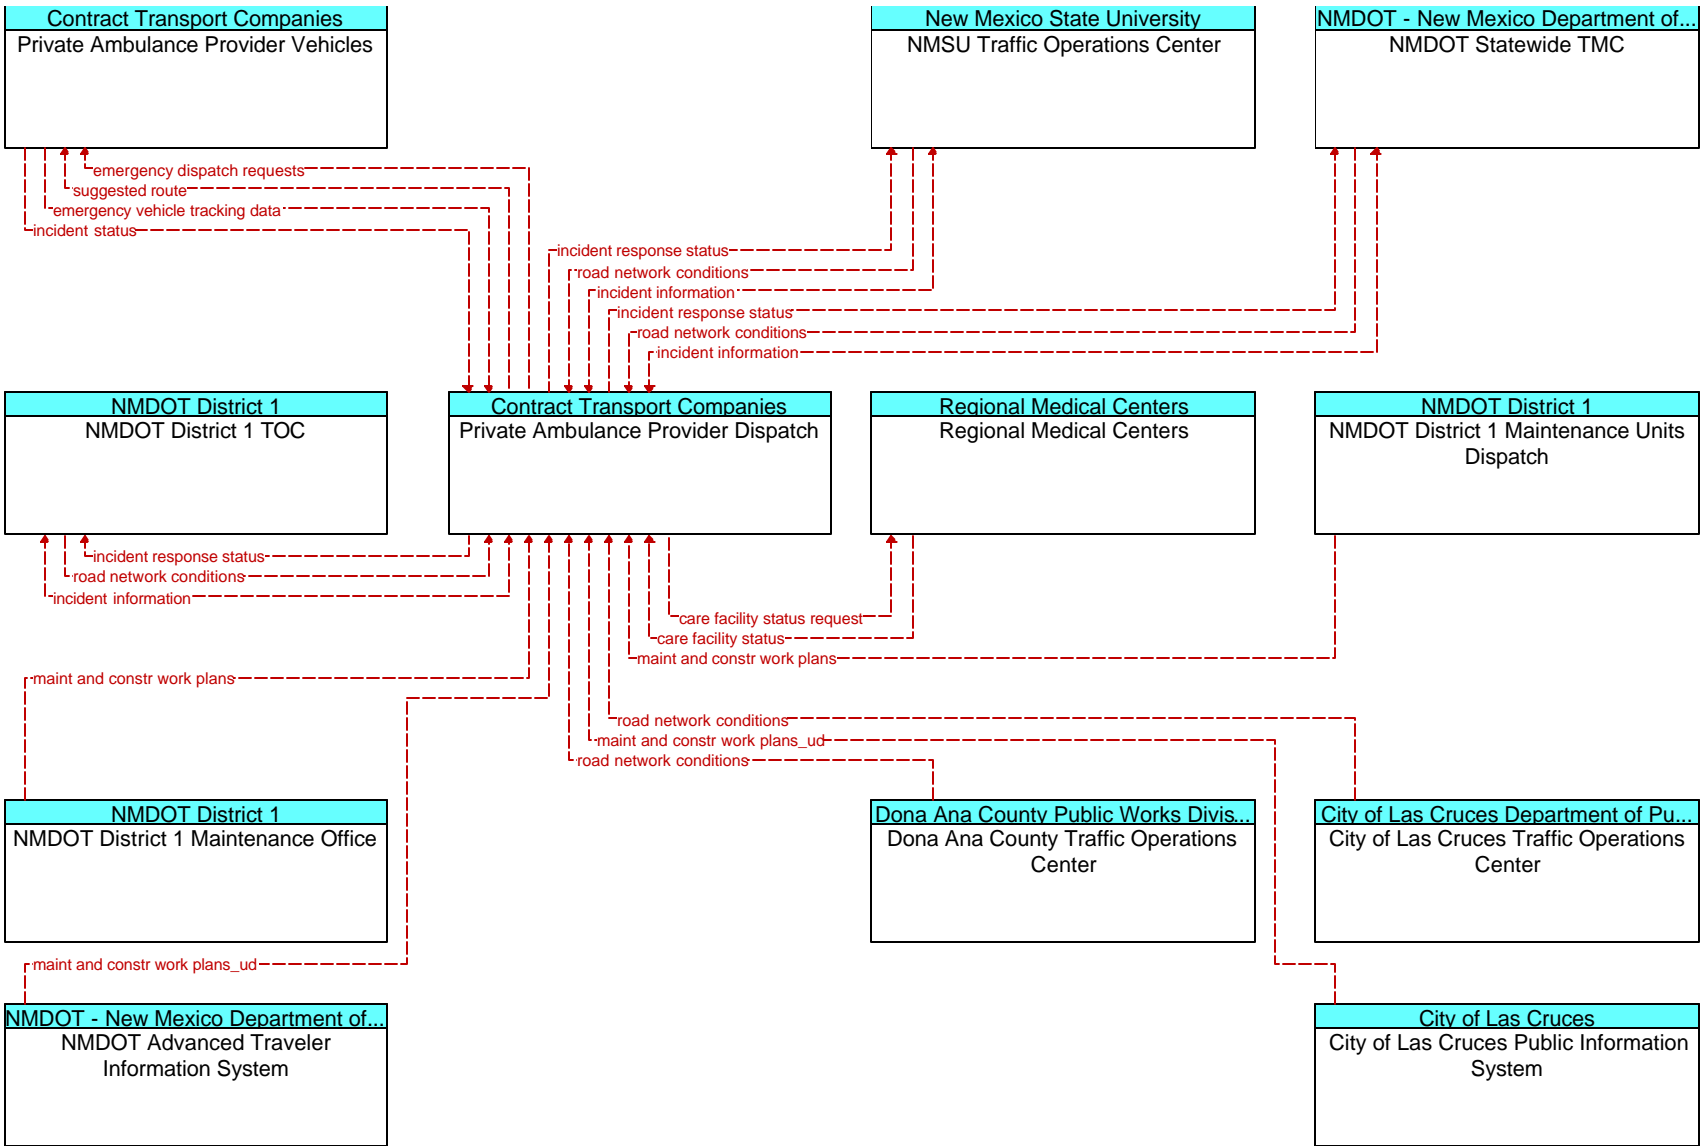 Contract Transport Companies
Private Ambulance Provider Vehicles
New Mexico State University
NMSU Traffic Operations Center
NMDOT - New Mexico Department of...
NMDOT Statewide TMC
emergency dispatch requests
suggested route
emergency vehicle tracking data
incident status
incident response status
road network conditions
incident information
incident response status
road network conditions
incident information
NMDOT District 1
NMDOT District 1 TOC
Contract Transport Companies
Private Ambulance Provider Dispatch
Regional Medical Centers
Regional Medical Centers
NMDOT District 1
NMDOT District 1 Maintenance Units
Dispatch
incident response status
road network conditions
incident information
care facility status request
care facility status
maint and constr work plans
maint and constr work plans
road network conditions
maint and constr work plans_ud
road network conditions
NMDOT District 1
NMDOT District 1 Maintenance Office
Dona Ana County Public Works Divis...
Dona Ana County Traffic Operations
Center
City of Las Cruces Department of Pu...
City of Las Cruces Traffic Operations
Center
maint and constr work plans_ud
NMDOT - New Mexico Department of...
NMDOT Advanced Traveler
Information System
City of Las Cruces
City of Las Cruces Public Information
System